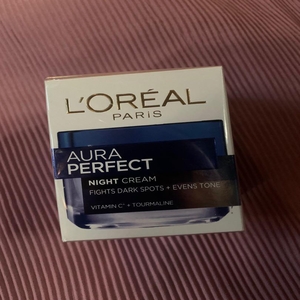 L'ORÉAL
PARIS
AURA
PERFECT
NIGHT CREAM
FIGHTS DARK SPOTS + EVENS TONE
VITAMIN C* + TOURMALINE